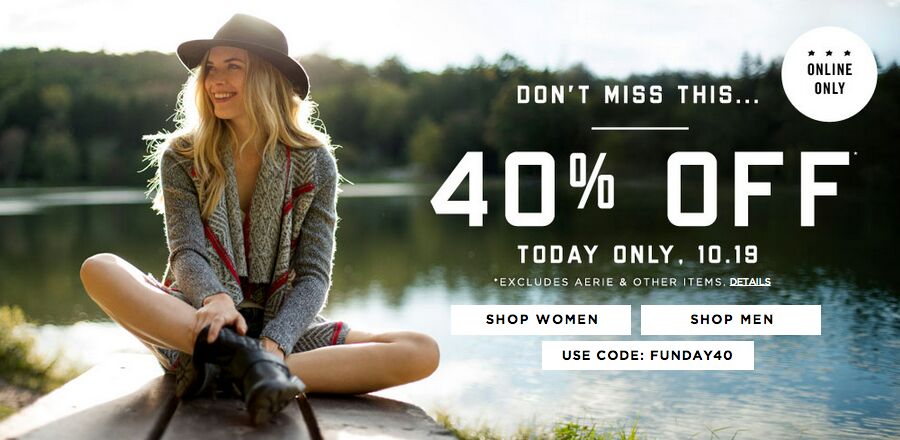 ★ ★ ★
ONLINE
ONLY
DON'T MISS THIS...
40% OFF*
TODAY ONLY, 10.19
*EXCLUDES AERIE & OTHER ITEMS. DETAILS
SHOP WOMEN
SHOP MEN
USE CODE: FUNDAY40